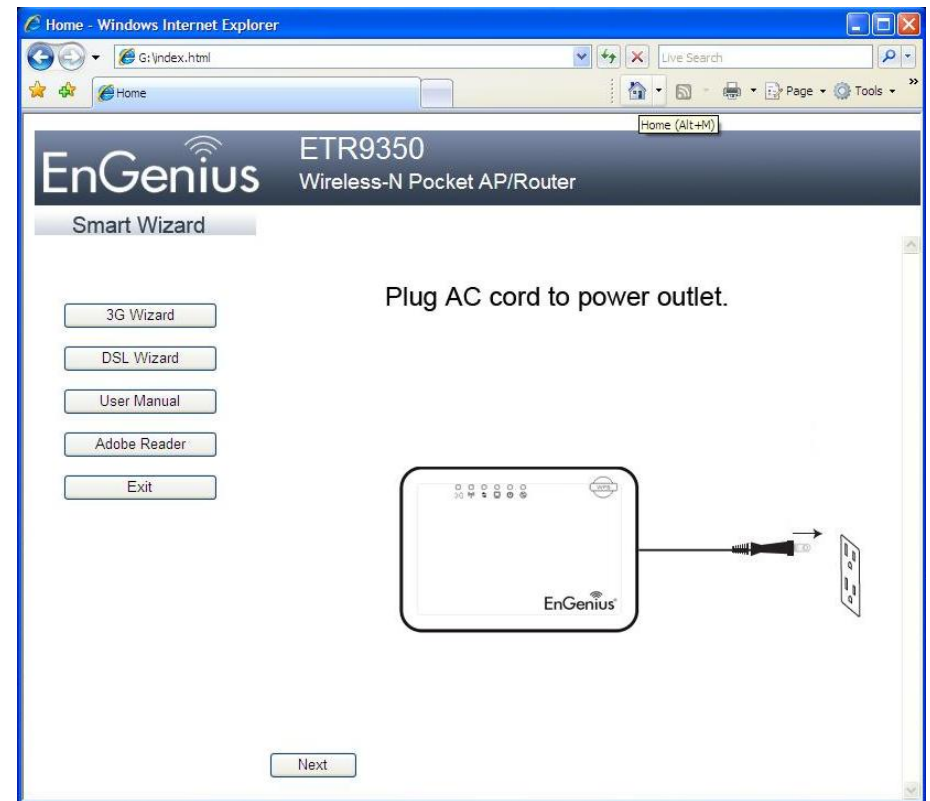 Home - Windows Internet Explorer
G:\index.html
Live Search
Home
Page
Tools
Home (Alt+M)
EnGenius
ETR9350
Wireless-N Pocket AP/Router
Smart Wizard
Plug AC cord to power outlet.
3G Wizard
DSL Wizard
User Manual
Adobe Reader
Exit
WPS
EnGenius
Next